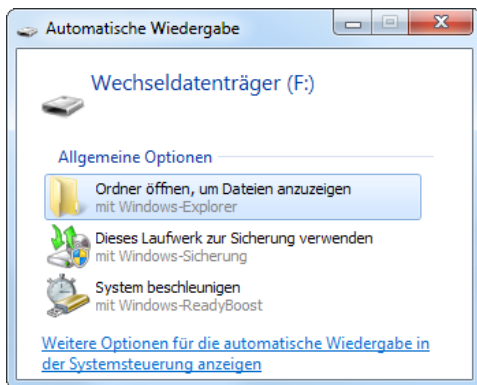 Automatische Wiedergabe
Wechseldatenträger (F:)
Allgemeine Optionen
Ordner öffnen, um Dateien anzuzeigen
mit Windows-Explorer
Dieses Laufwerk zur Sicherung verwenden
mit Windows-Sicherung
System beschleunigen
mit Windows-ReadyBoost
Weitere Optionen für die automatische Wiedergabe in
der Systemsteuerung anzeigen